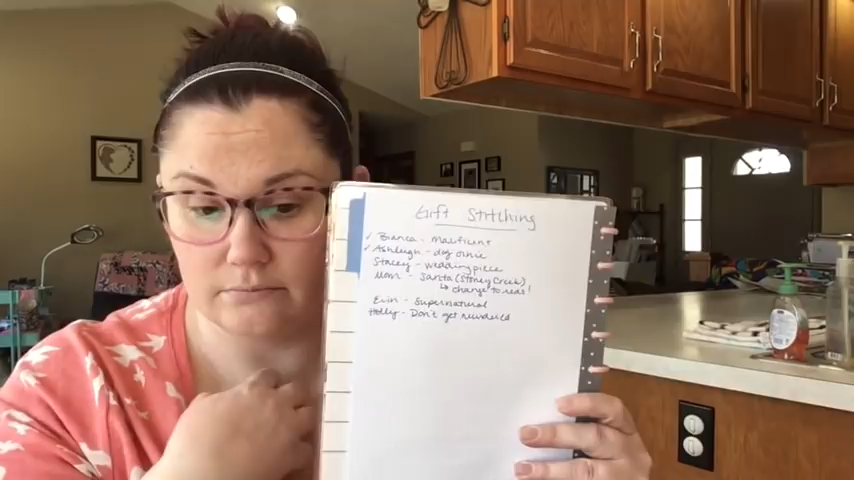 Gift Stitching
✓ Bianca - Maleficent
✓ Ashleigh - dog ornie
Stacey - wedding piece
Mom - Santa (Stoney Creek)
↳ change to reds!
Erin - Supernatural
Holly - Don't get murdered